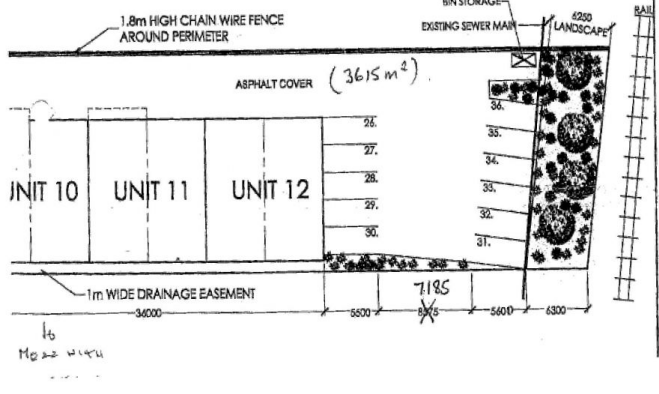 BIN STORAGE
1.8m HIGH CHAIN WIRE FENCE
AROUND PERIMETER
EXISTING SEWER MAIN
6250
LANDSCAPE
RAIL
ASPHALT COVER (3615m²)
36.
26.
35.
27.
34.
28.
33.
29.
32.
30.
31.
UNIT 10
UNIT 11
UNIT 12
1m WIDE DRAINAGE EASEMENT
7185
36000
5500
5600
6300